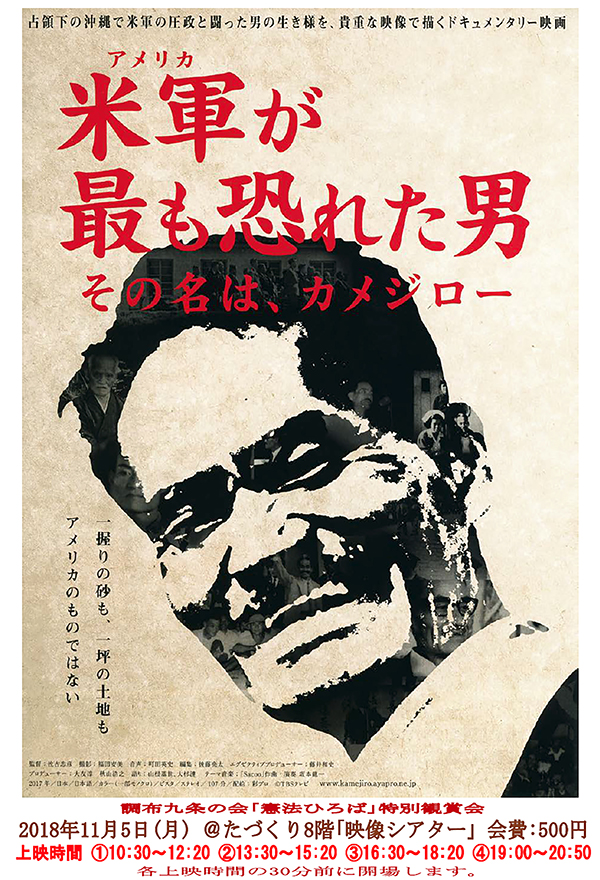 占領下の沖縄で米軍の圧政と闘った男の生き様を、貴重な映像で描くドキュメンタリー映画
アメリカ
米軍が
最も恐れた男
その名は、カメジロー
一握りの砂も、一坪の土地も
アメリカのものではない
監督:佐古忠彦 撮影:福田安美 音声:町田英史 編集:後藤亮太 エグゼクティブプロデューサー:藤井和史
プロデューサー:大友淳 秋山浩之 語り:山根基世、大杉漣 テーマ音楽:「Sacoo」作曲・演奏 坂本龍一
2017年/日本/日本語/カラー(一部モノクロ)/ビスタ/ステレオ/107分/配給:彩プロ ©TBSテレビ www.kamejiro.ayapro.ne.jp
調布九条の会「憲法ひろば」特別観賞会
2018年11月5日(月) @たづくり8階「映像シアター」 会費:500円
上映時間 ①10:30〜12:20 ②13:30〜15:20 ③16:30〜18:20 ④19:00〜20:50
各上映時間の30分前に開場します。